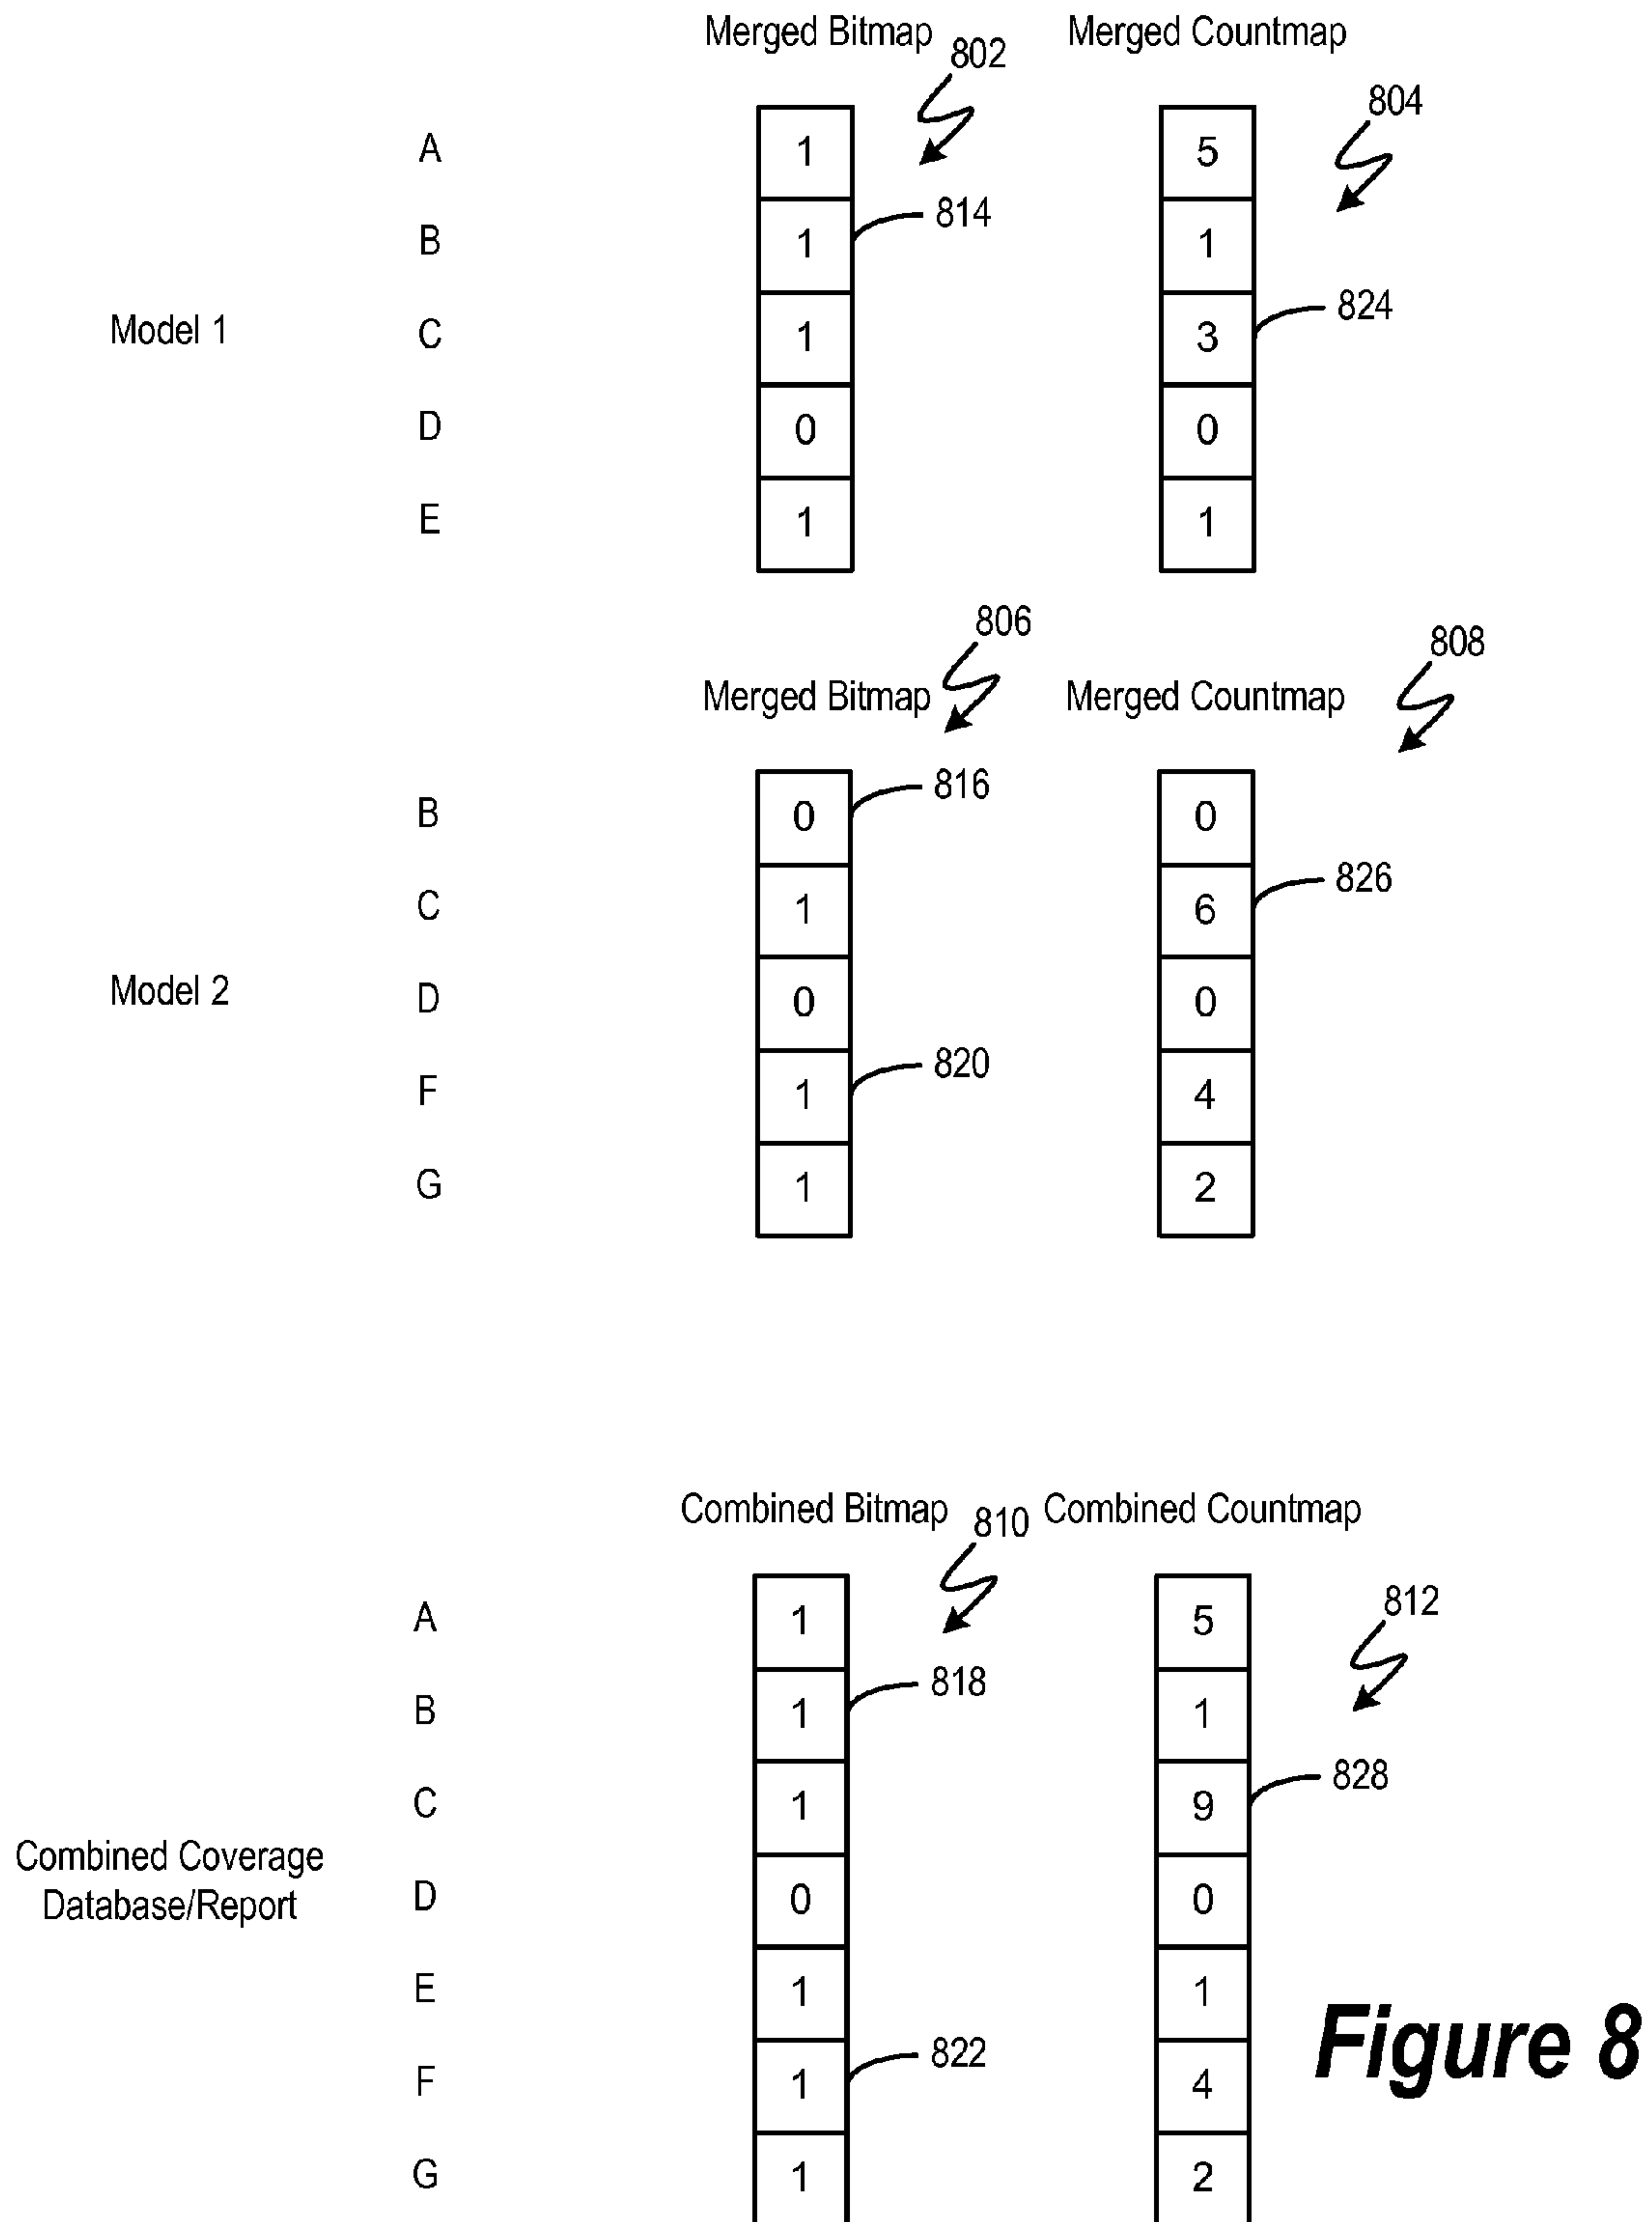 Merged Bitmap 802 Merged Countmap
804
A 1 5
814
B 1 1
824
Model 1 C 1 3
D 0 0
E 1 1
806
808
Merged Bitmap Merged Countmap
816
B 0 0
826
C 1 6
Model 2 D 0 0
820
F 1 4
G 1 2
Combined Bitmap 810 Combined Countmap
812
A 1 5
818
B 1 1
828
C 1 9
Combined Coverage
Database/Report
D 0 0
E 1 1
Figure 8
822
F 1 4
G 1 2